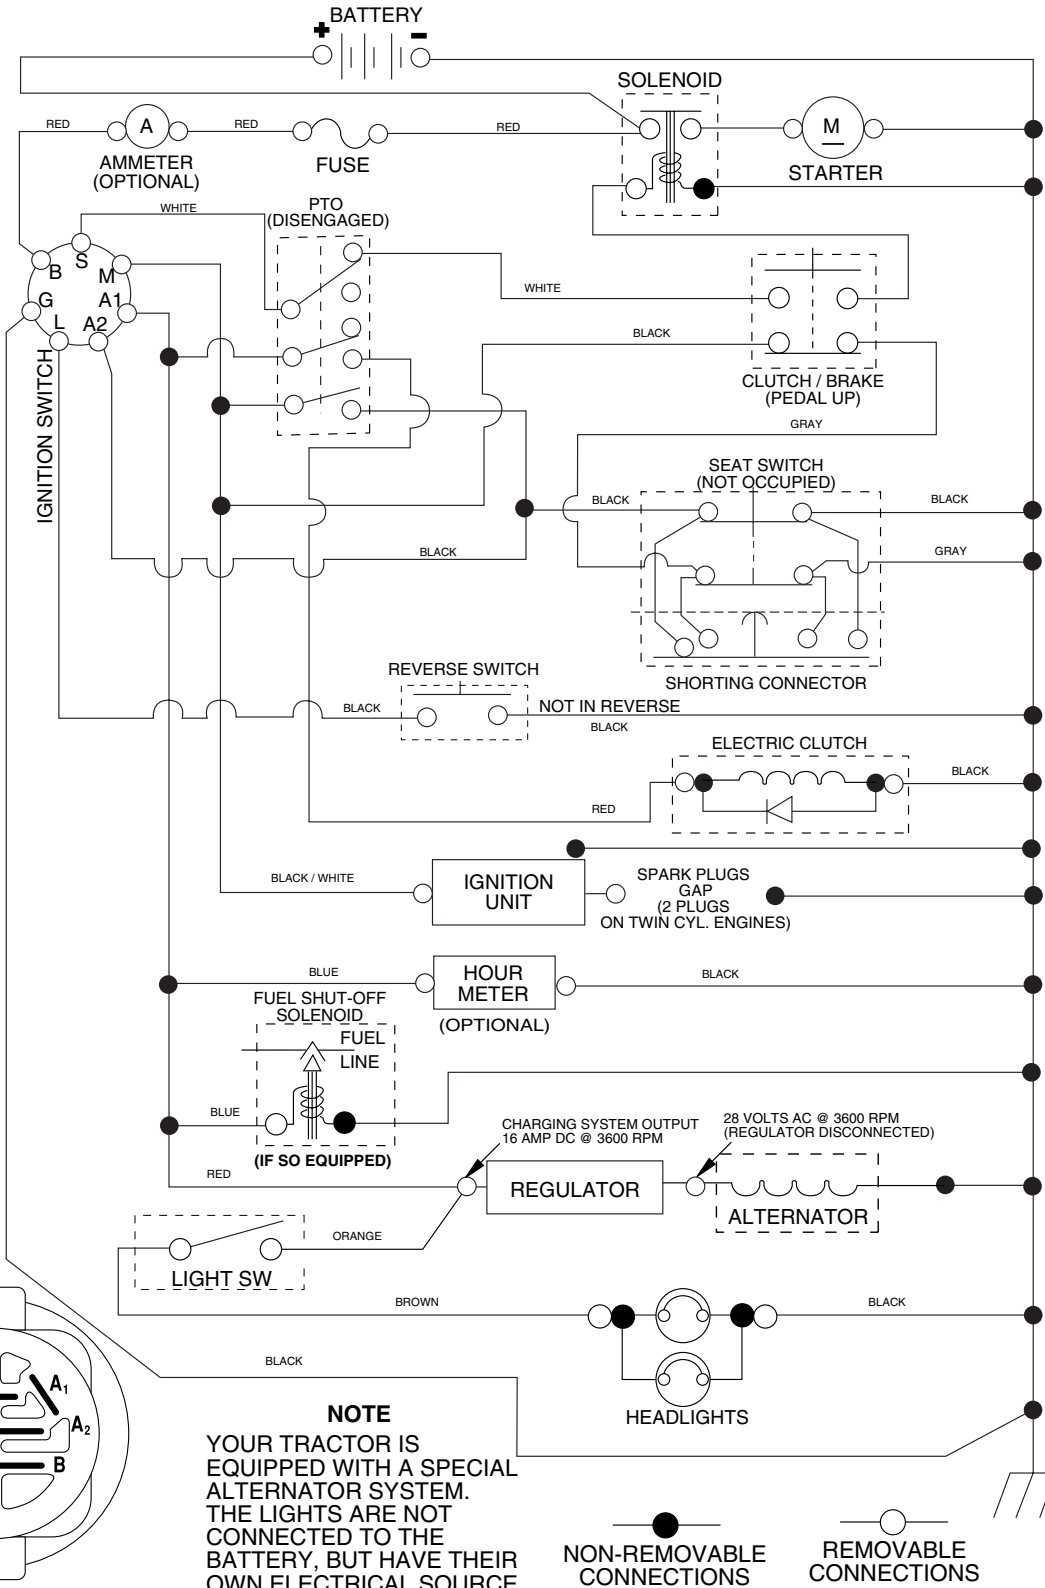 BATTERY
+
-
SOLENOID
RED
A
RED
RED
M
AMMETER
(OPTIONAL)
FUSE
STARTER
WHITE
PTO
(DISENGAGED)
B
S
M
G
A1
L
A2
IGNITION SWITCH
WHITE
BLACK
CLUTCH / BRAKE
(PEDAL UP)
GRAY
SEAT SWITCH
(NOT OCCUPIED)
BLACK
BLACK
BLACK
GRAY
SHORTING CONNECTOR
REVERSE SWITCH
BLACK
NOT IN REVERSE
BLACK
ELECTRIC CLUTCH
BLACK
RED
BLACK / WHITE
IGNITION
UNIT
SPARK PLUGS
GAP
(2 PLUGS
ON TWIN CYL. ENGINES)
BLUE
HOUR
METER
(OPTIONAL)
BLACK
FUEL SHUT-OFF
SOLENOID
FUEL
LINE
BLUE
(IF SO EQUIPPED)
CHARGING SYSTEM OUTPUT
16 AMP DC @ 3600 RPM
28 VOLTS AC @ 3600 RPM
(REGULATOR DISCONNECTED)
RED
REGULATOR
ALTERNATOR
ORANGE
LIGHT SW
BROWN
BLACK
HEADLIGHTS
BLACK
A1
A2
B
NOTE
YOUR TRACTOR IS
EQUIPPED WITH A SPECIAL
ALTERNATOR SYSTEM.
THE LIGHTS ARE NOT
CONNECTED TO THE
BATTERY, BUT HAVE THEIR
OWN ELECTRICAL SOURCE
NON-REMOVABLE
CONNECTIONS
REMOVABLE
CONNECTIONS